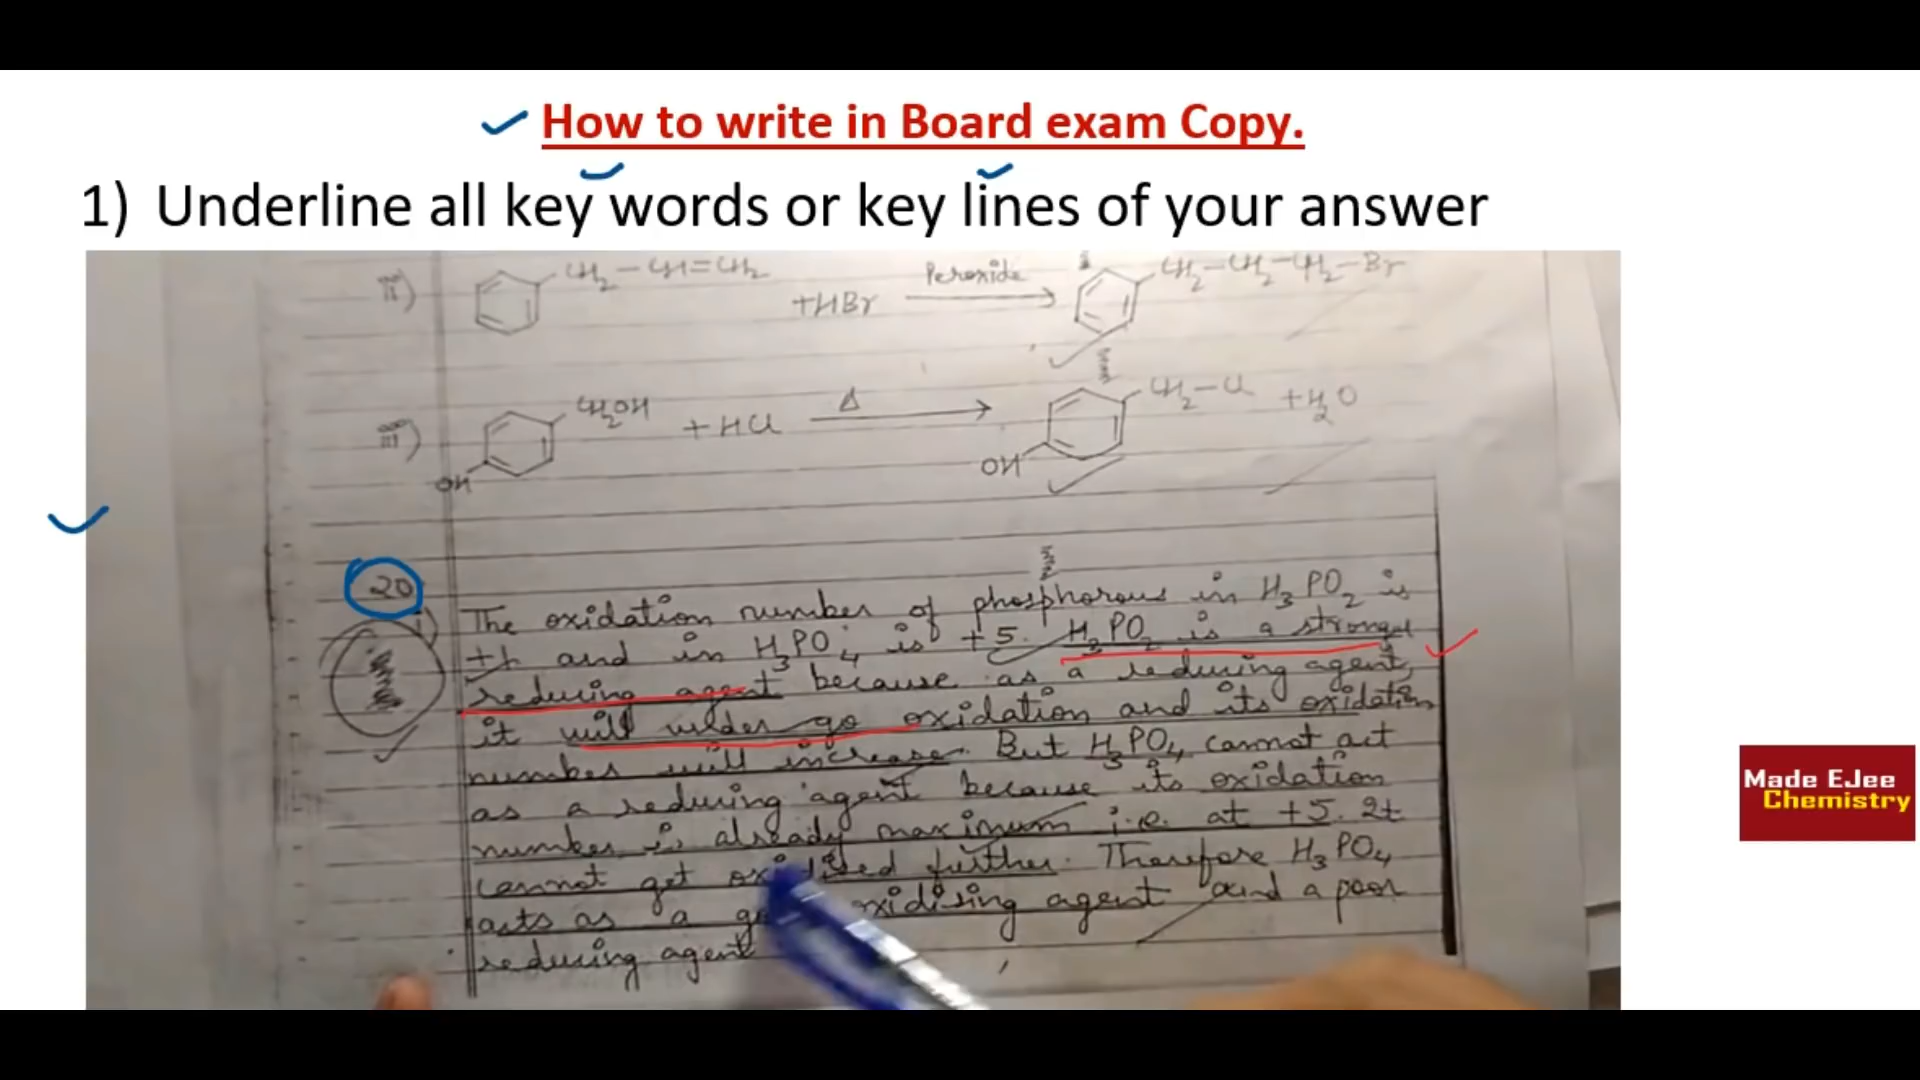 How to write in Board exam Copy.
1) Underline all key words or key lines of your answer
ii) CH2-CH=CH2 +HBr Peroxide CH2-CH2-CH2-Br
iii) CH2OH +HCl Δ CH2-Cl +H2O
OH OH
20
i) The oxidation number of phosphorous in H3PO2 is
+1 and in H3PO4 is +5. H3PO2 is a strong
reducing agent because as a reducing agent,
it will under go oxidation and its oxidation
number will increase. But H3PO4 cannot act
as a reducing agent because its oxidation
number is already maximum i.e. at +5. It
cannot get oxidised further. Therefore H3PO4
acts as a oxidising agent and a poor
reducing agent
Made EJee
Chemistry